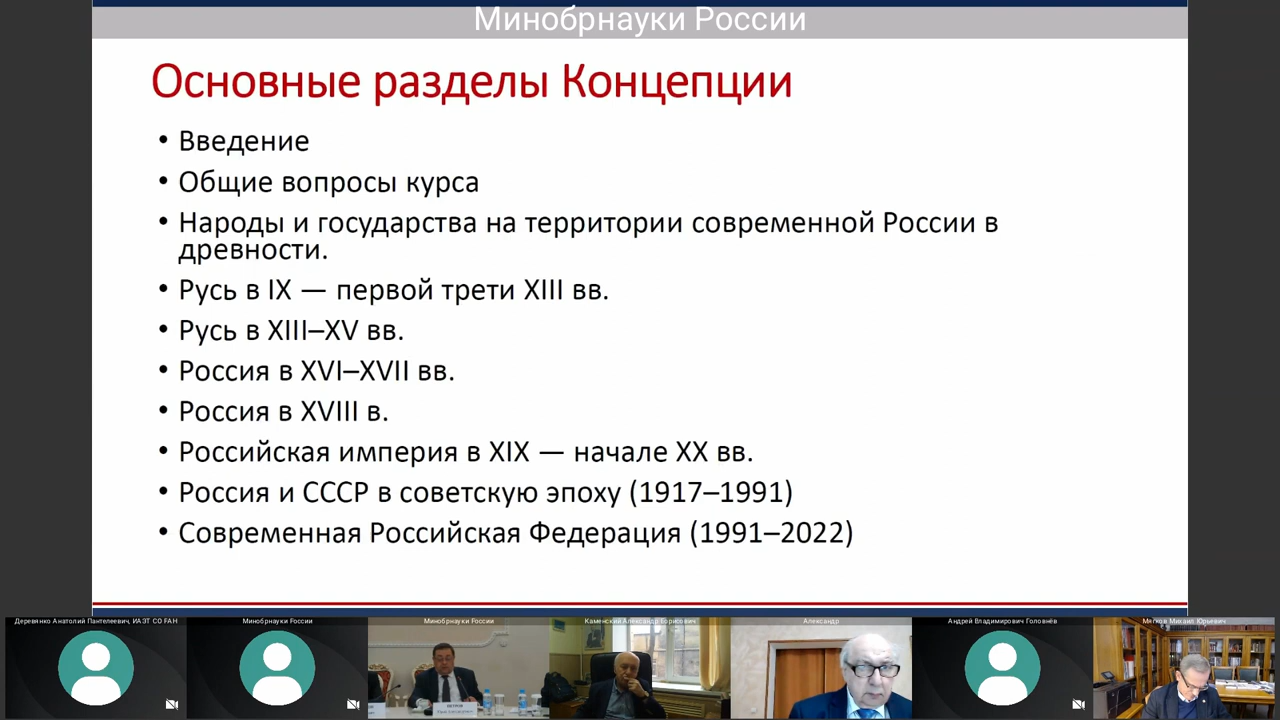 Минобрнауки России
Основные разделы Концепции
• Введение
• Общие вопросы курса
• Народы и государства на территории современной России в
древности.
• Русь в IX — первой трети XIII вв.
• Русь в XIII–XV вв.
• Россия в XVI–XVII вв.
• Россия в XVIII в.
• Российская империя в XIX — начале XX вв.
• Россия и СССР в советскую эпоху (1917–1991)
• Современная Российская Федерация (1991–2022)
Деревянко Анатолий Пантелеевич, ИАЭТ СО РАН
Минобрнауки России
Минобрнауки России
Каменский Александр Борисович
Александр
Андрей Владимирович Головнёв
Мягков Михаил Юрьевич